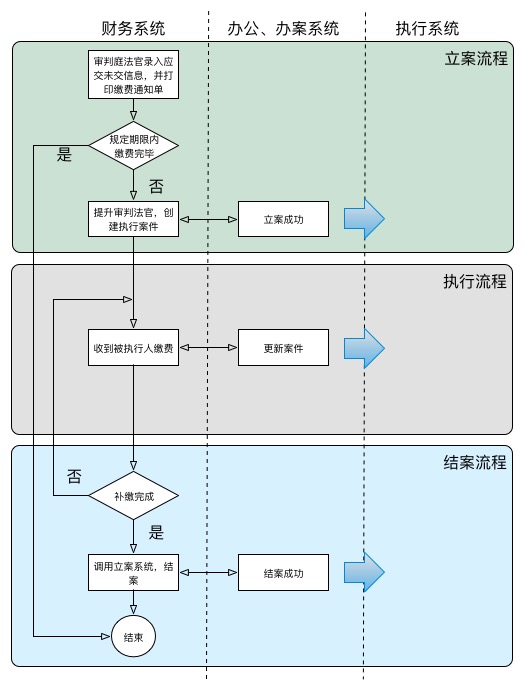 财务系统
办公、办案系统
执行系统
立案流程
审判庭法官录入应
交未交信息，并打
印缴费通知单
规定期限内
缴费完毕
是
否
提升审判法官，创
建执行案件
立案成功
执行流程
收到被执行人缴费
更新案件
结案流程
否
补缴完成
是
调用立案系统，结
案
结案成功
结束